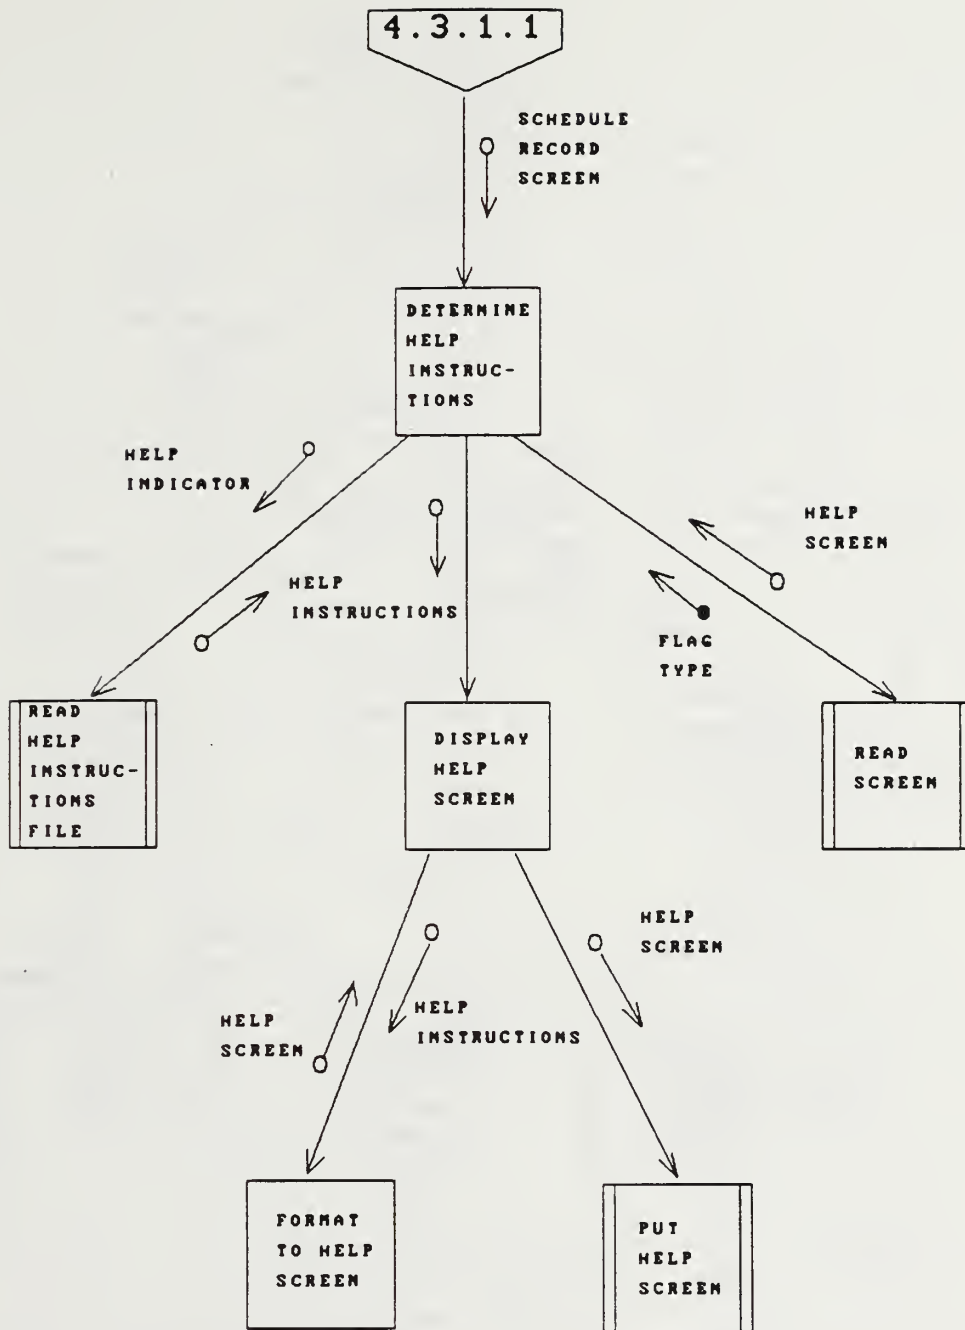 4.3.1.1
SCHEDULE
RECORD
SCREEN
DETERMINE
HELP
INSTRUC-
TIONS
HELP
INDICATOR
HELP
INSTRUCTIONS
HELP
SCREEN
FLAG
TYPE
READ
HELP
INSTRUC-
TIONS
FILE
DISPLAY
HELP
SCREEN
READ
SCREEN
HELP
SCREEN
HELP
INSTRUCTIONS
HELP
SCREEN
FORMAT
TO HELP
SCREEN
PUT
HELP
SCREEN